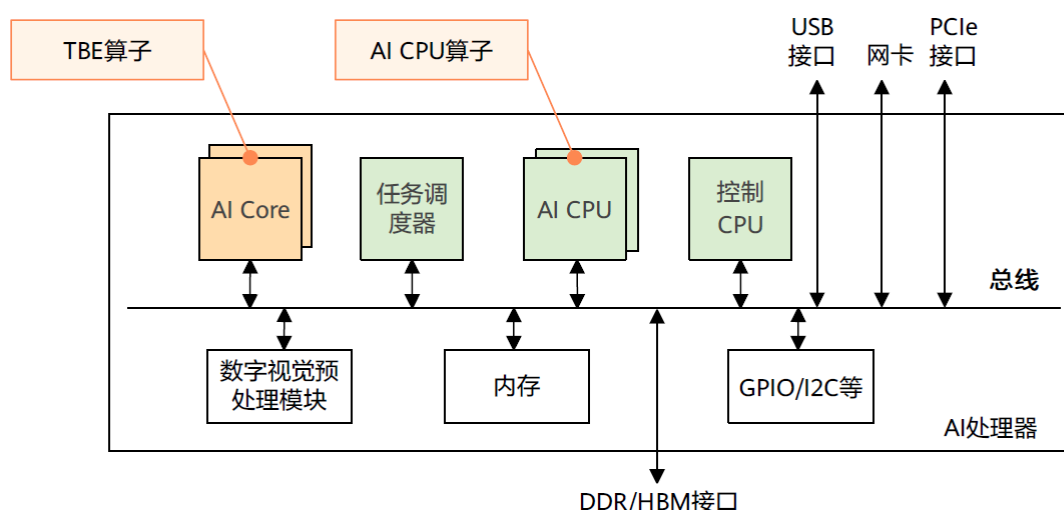 TBE算子
AI CPU算子
USB
接口
网卡
PCIe
接口
AI Core
任务调
度器
AI CPU
控制
CPU
总线
数字视觉预
处理模块
内存
GPIO/I2C等
AI处理器
DDR/HBM接口